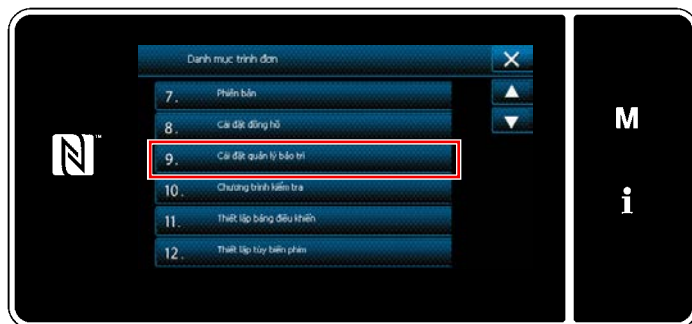 Danh mục trình đơn
7. Phiên bản
8. Cài đặt đồng hồ
9. Cài đặt quản lý bảo trì
10. Chương trình kiểm tra
11. Thiết lập bảng điều khiển
12. Thiết lập tùy biến phím
M
i